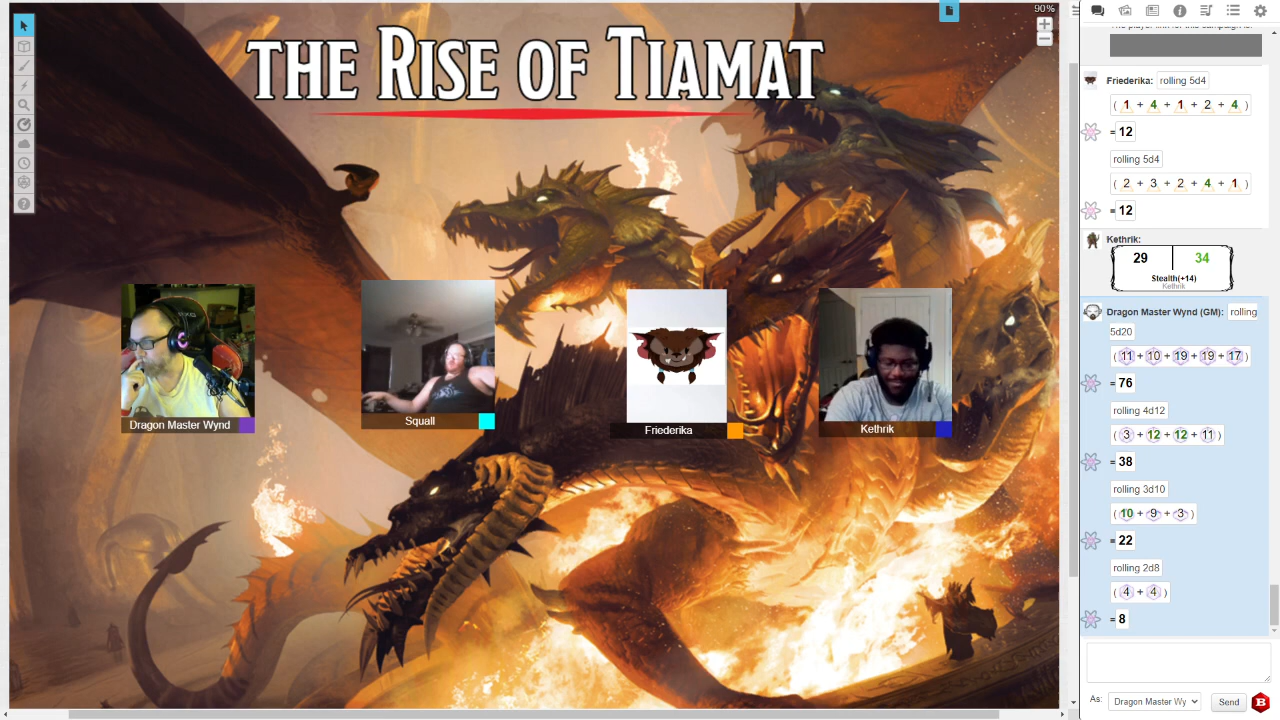 THE RISE OF TIAMAT
90%
Dragon Master Wynd
Squall
Friederika
Kethrik
Friederika: rolling 5d4
(1+4+1+2+4)
=12
rolling 5d4
(2+3+2+4+1)
=12
Kethrik:
29 34
Stealth(+14)
Kethrik
Dragon Master Wynd (GM): rolling
5d20
(11+10+19+19+17)
=76
rolling 4d12
(3+12+12+11)
=38
rolling 3d10
(10+9+3)
=22
rolling 2d8
(4+4)
=8
As: Dragon Master Wy Send
B